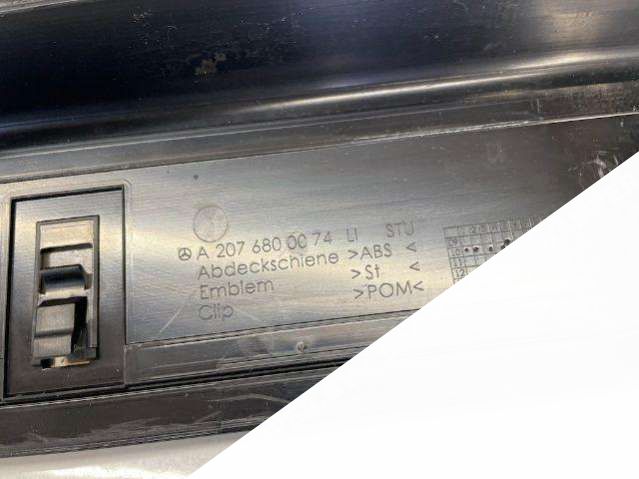 A 207 680 00 74 LI STU
Abdeckschiene >ABS<
Emblem >St <
Clip >POM<